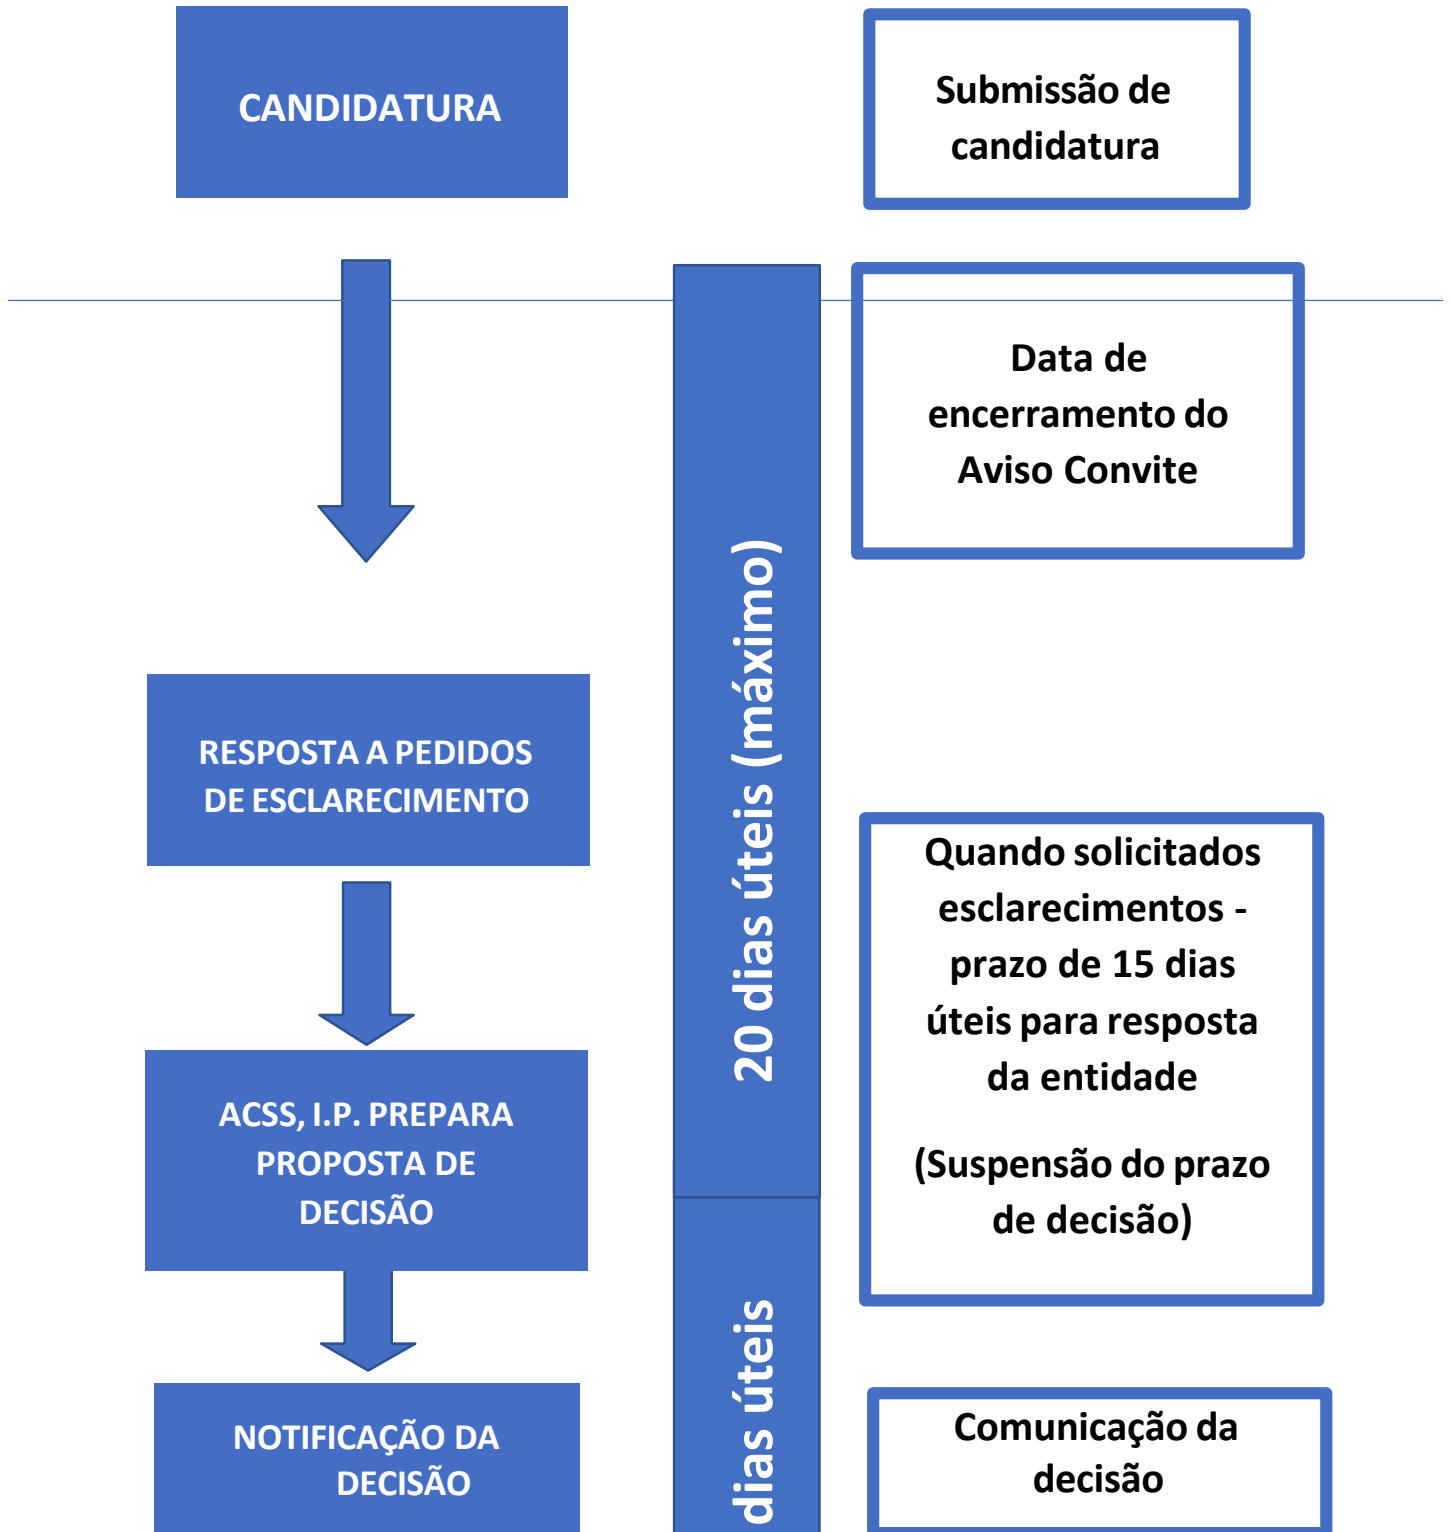 CANDIDATURA
Submissão de
candidatura
Data de
encerramento do
Aviso Convite
20 dias úteis (máximo)
RESPOSTA A PEDIDOS
DE ESCLARECIMENTO
Quando solicitados
esclarecimentos -
prazo de 15 dias
úteis para resposta
da entidade
(Suspensão do prazo
de decisão)
ACSS, I.P. PREPARA
PROPOSTA DE
DECISÃO
dias úteis
NOTIFICAÇÃO DA
DECISÃO
Comunicação da
decisão